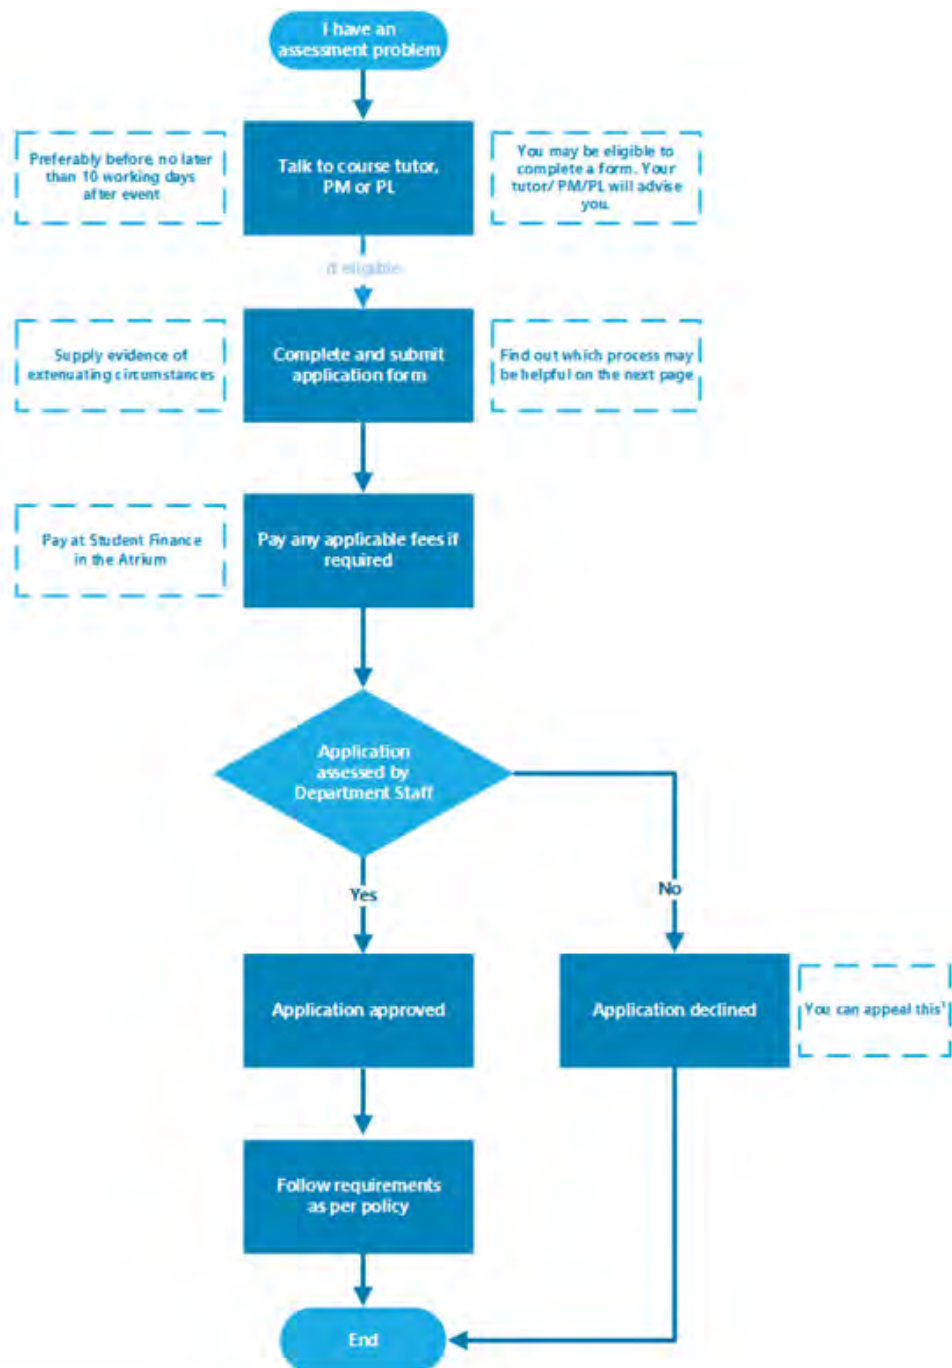 I have an
assessment problem
Preferably before, no later
than 10 working days
after event
Talk to course tutor,
PM or PL
You may be eligible to
complete a form. Your
tutor/ PM/PL will advise
you.
if eligible
Supply evidence of
extenuating circumstances
Complete and submit
application form
Find out which process may
be helpful on the next page
Pay at Student Finance
in the Atrium
Pay any applicable fees if
required
Application
assessed by
Department Staff
Yes
No
Application approved
Application declined
You can appeal this¹
Follow requirements
as per policy
End